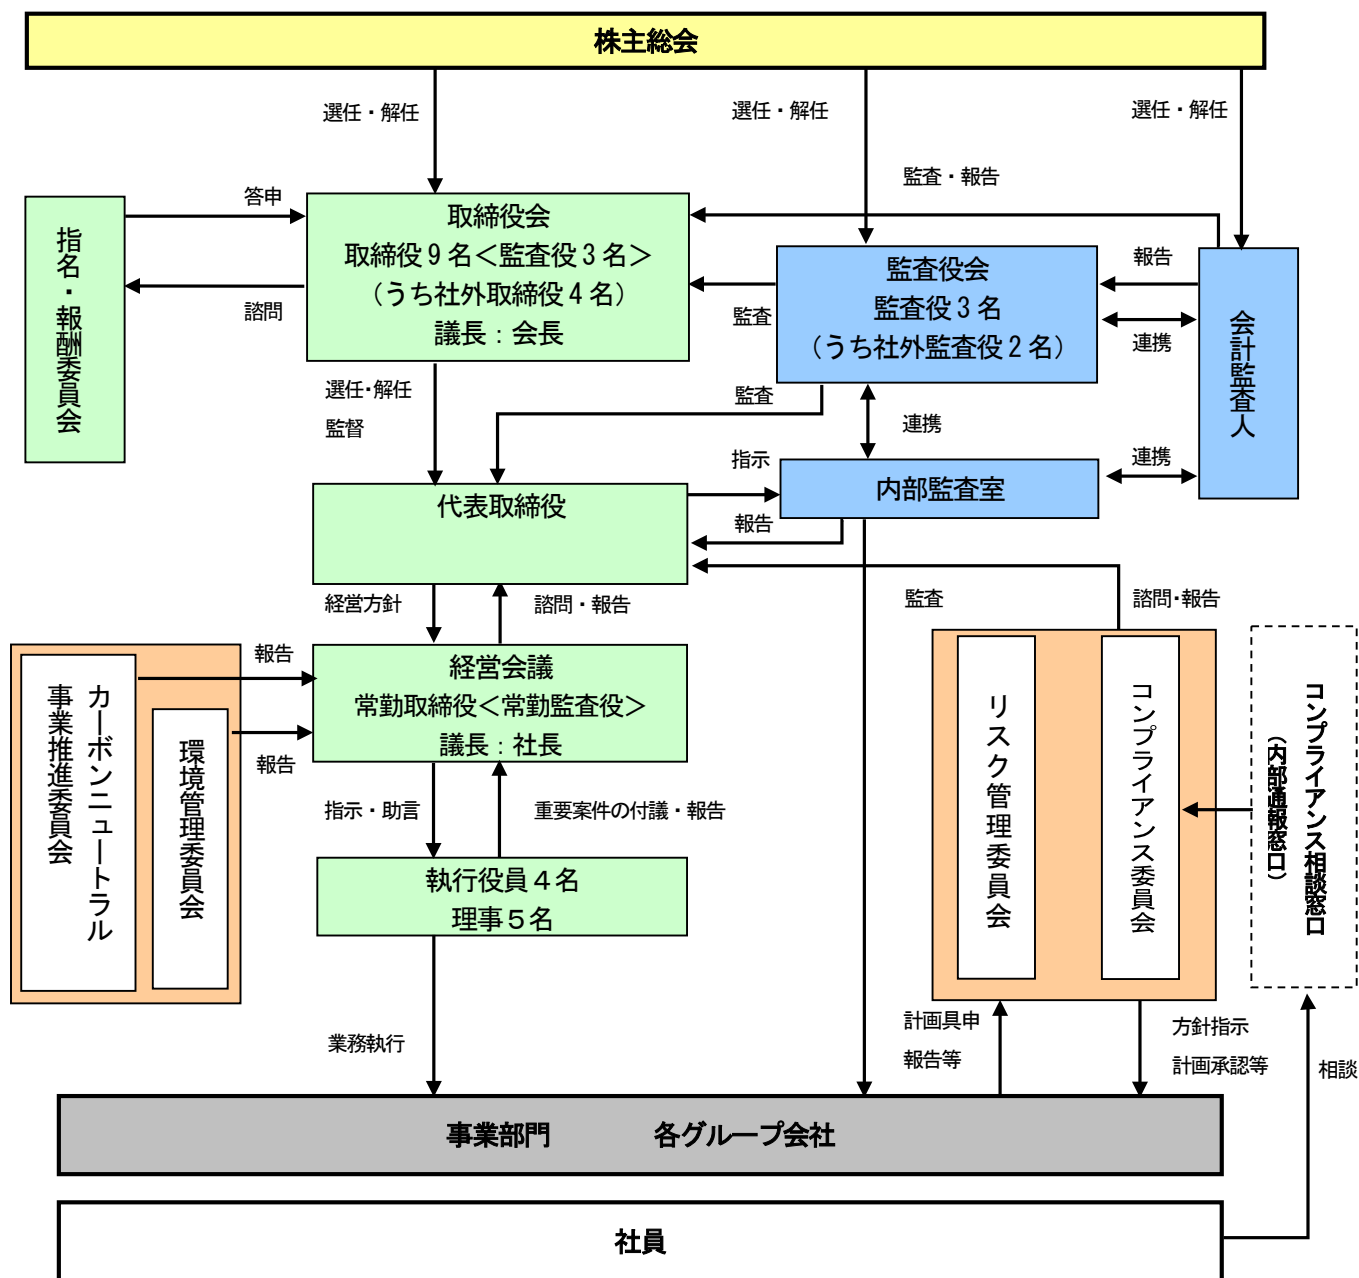 株主総会
選任・解任
選任・解任
選任・解任
監査・報告
答申
諮問
指名・報酬委員会
取締役会
取締役9名＜監査役3名＞
（うち社外取締役4名）
議長：会長
監査役会
監査役3名
（うち社外監査役2名）
報告
連携
会計監査人
監査
選任・解任
監督
監査
連携
指示
連携
内部監査室
代表取締役
報告
経営方針
諮問・報告
監査
諮問・報告
報告
報告
カーボンニュートラル
事業推進委員会
環境管理委員会
経営会議
常勤取締役＜常勤監査役＞
議長：社長
リスク管理委員会
コンプライアンス委員会
コンプライアンス相談窓口
（内部通報窓口）
指示・助言
重要案件の付議・報告
執行役員４名
理事５名
業務執行
計画具申
報告等
方針指示
計画承認等
相談
事業部門 各グループ会社
社員